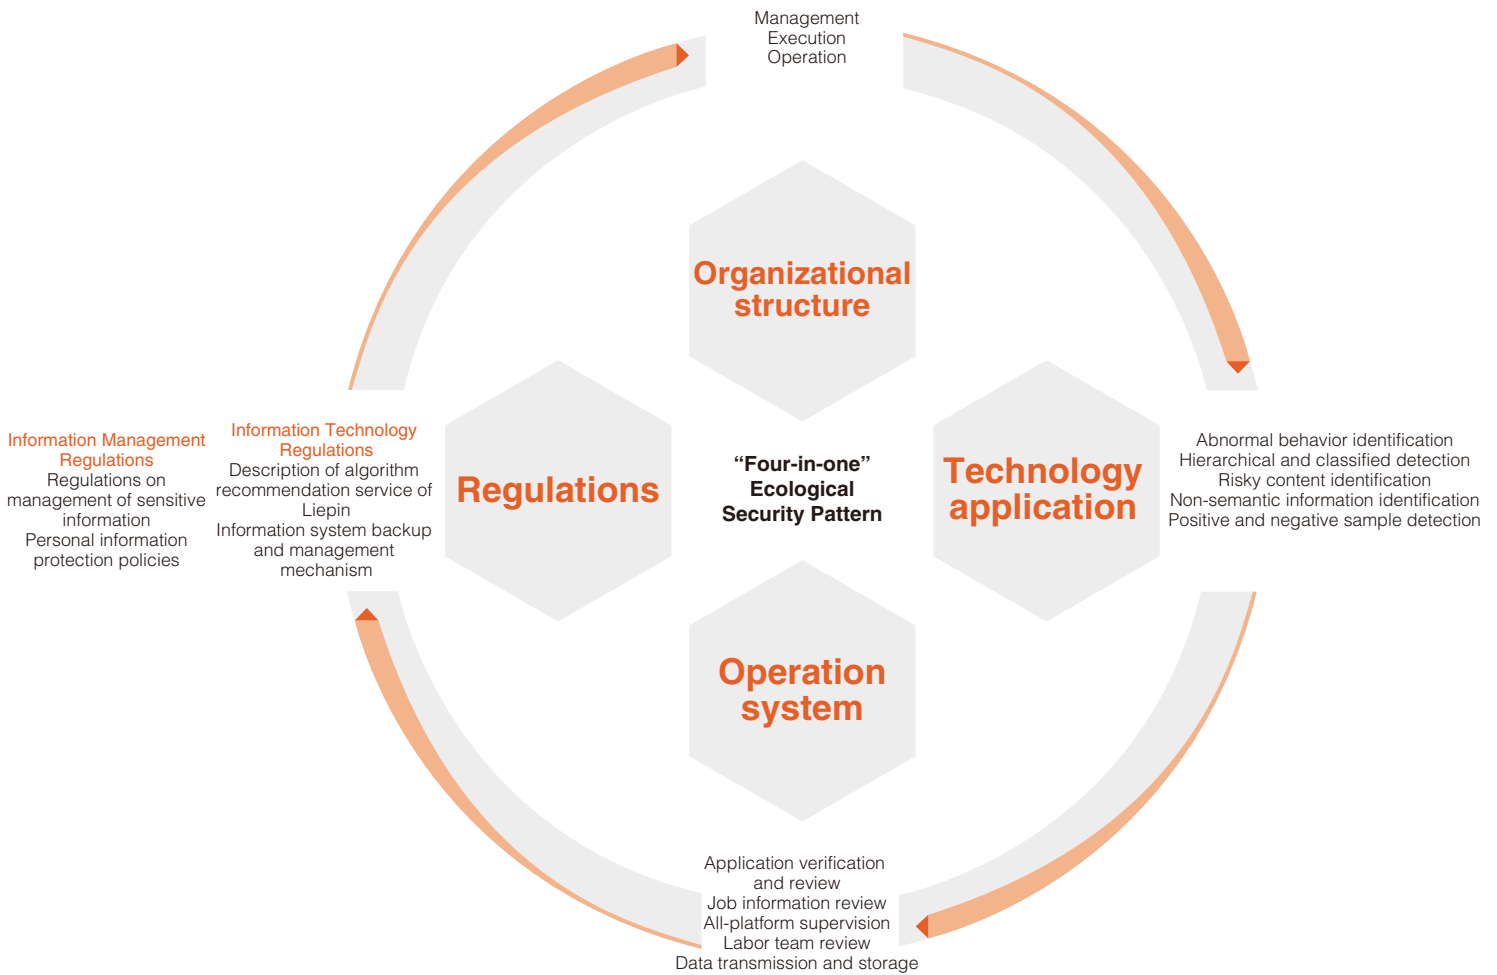 Management
Execution
Operation
Organizational
structure
Information Management
Regulations
Regulations on
management of sensitive
information
Personal information
protection policies
Information Technology
Regulations
Description of algorithm
recommendation service of
Liepin
Information system backup
and management
mechanism
Regulations
“Four-in-one”
Ecological
Security Pattern
Technology
application
Abnormal behavior identification
Hierarchical and classified detection
Risky content identification
Non-semantic information identification
Positive and negative sample detection
Operation
system
Application verification
and review
Job information review
All-platform supervision
Labor team review
Data transmission and storage